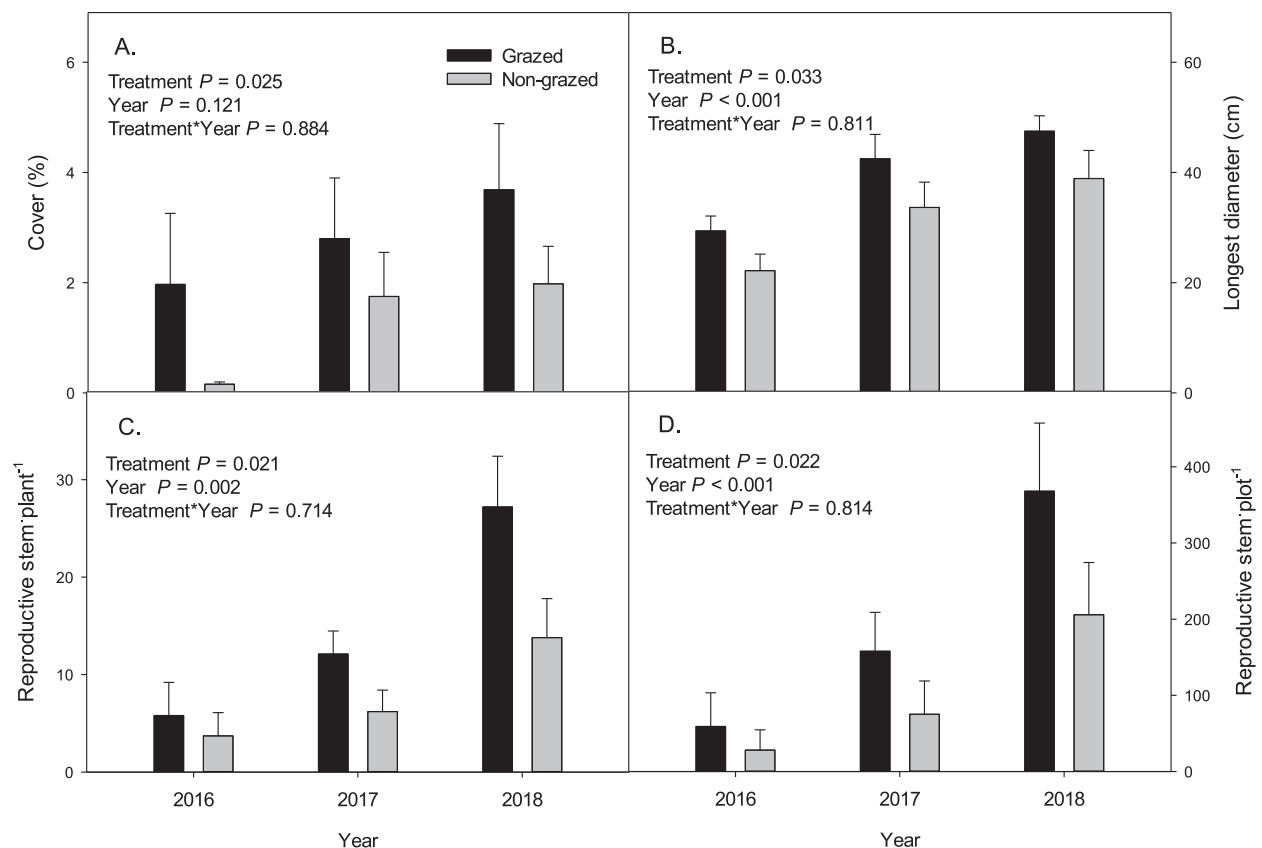 A.
Treatment P = 0.025
Year P = 0.121
Treatment*Year P = 0.884
Grazed
Non-grazed
6
4
2
0
Cover (%)
B.
Treatment P = 0.033
Year P < 0.001
Treatment*Year P = 0.811
60
40
20
0
Longest diameter (cm)
C.
Treatment P = 0.021
Year P = 0.002
Treatment*Year P = 0.714
30
20
10
0
Reproductive stem·plant⁻¹
2016 2017 2018
Year
D.
Treatment P = 0.022
Year P < 0.001
Treatment*Year P = 0.814
400
300
200
100
0
Reproductive stem·plot⁻¹
2016 2017 2018
Year